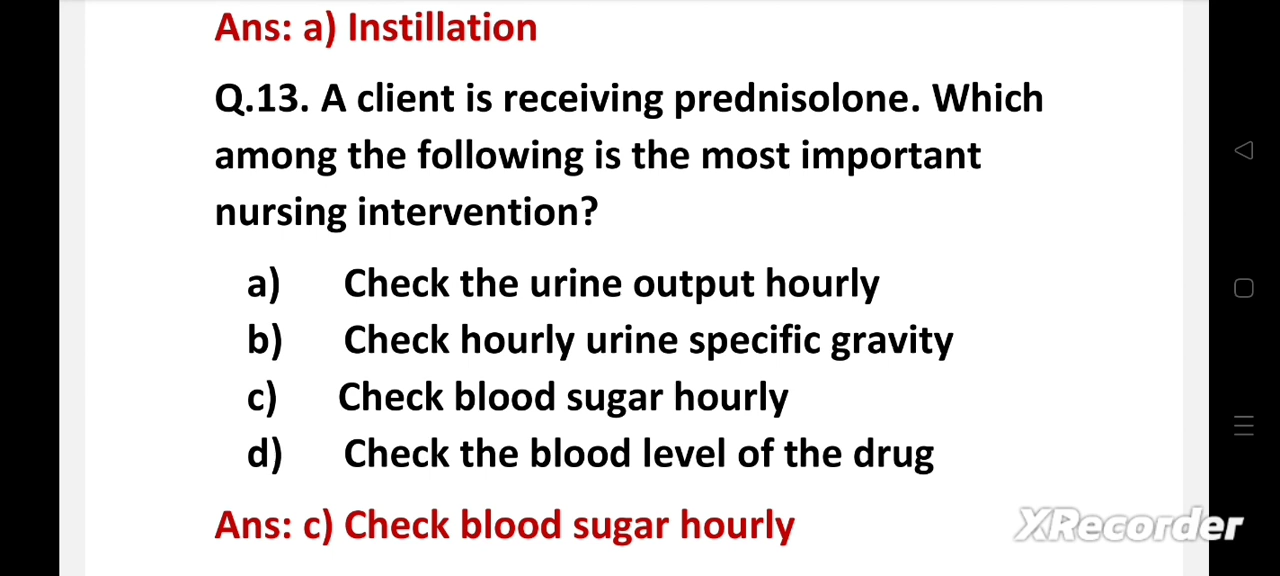 Ans: a) Instillation
Q.13. A client is receiving prednisolone. Which
among the following is the most important
nursing intervention?
a) Check the urine output hourly
b) Check hourly urine specific gravity
c) Check blood sugar hourly
d) Check the blood level of the drug
Ans: c) Check blood sugar hourly
XRecorder